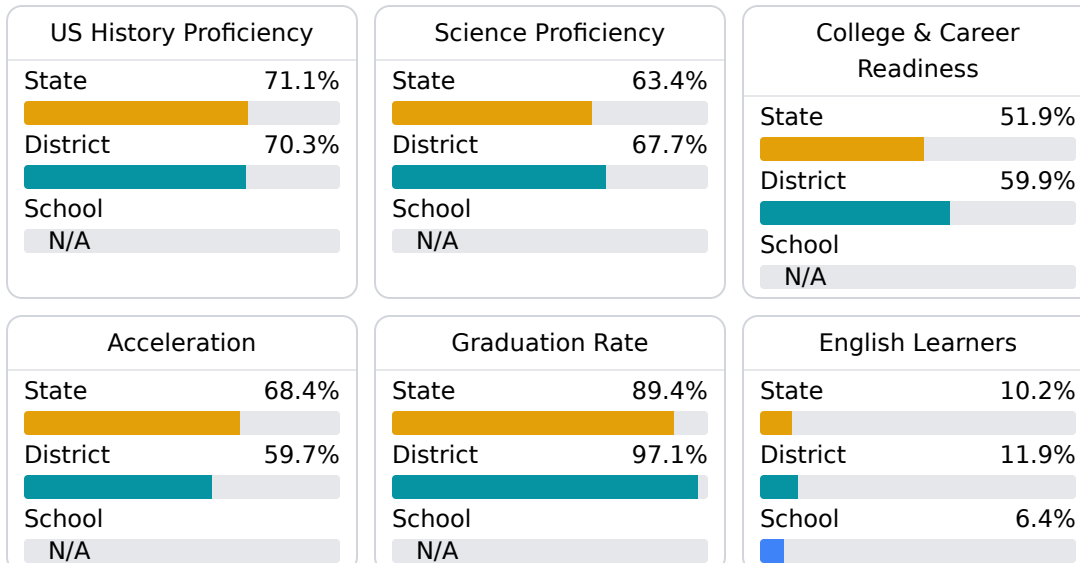 US History Proficiency
State 71.1%
District 70.3%
School
N/A
Science Proficiency
State 63.4%
District 67.7%
School
N/A
College & Career
Readiness
State 51.9%
District 59.9%
School
N/A
Acceleration
State 68.4%
District 59.7%
School
N/A
Graduation Rate
State 89.4%
District 97.1%
School
N/A
English Learners
State 10.2%
District 11.9%
School 6.4%